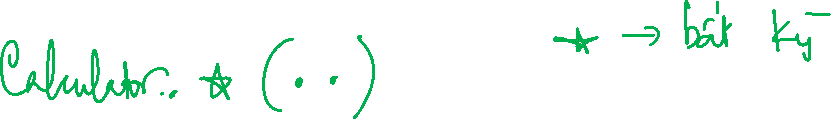 Calculator. ☆ (..)
☆ → bất kỳ